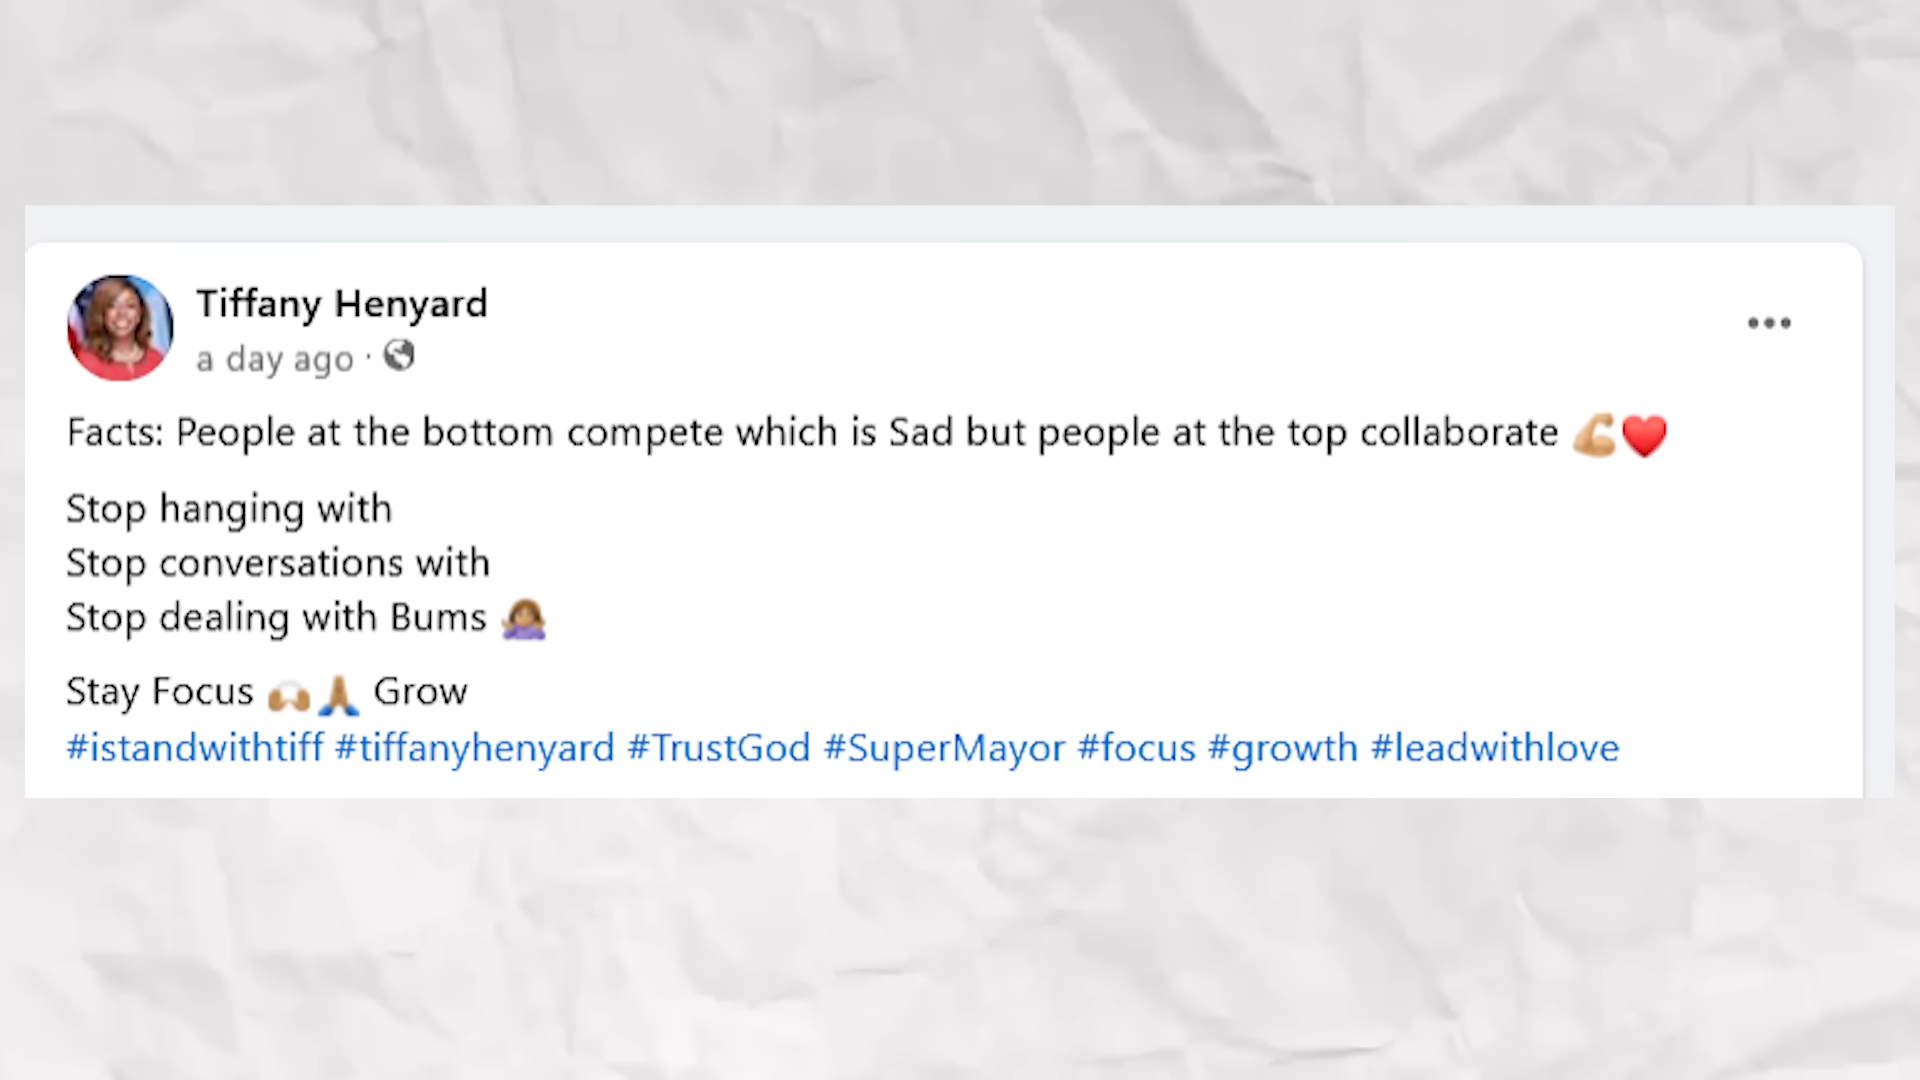 Tiffany Henyard
a day ago ·
Facts: People at the bottom compete which is Sad but people at the top collaborate 💪🏼❤️
Stop hanging with
Stop conversations with
Stop dealing with Bums 🙅🏽‍♀️
Stay Focus 🙌🏽🙏🏽 Grow
#istandwithtiff #tiffanyhenyard #TrustGod #SuperMayor #focus #growth #leadwithlove